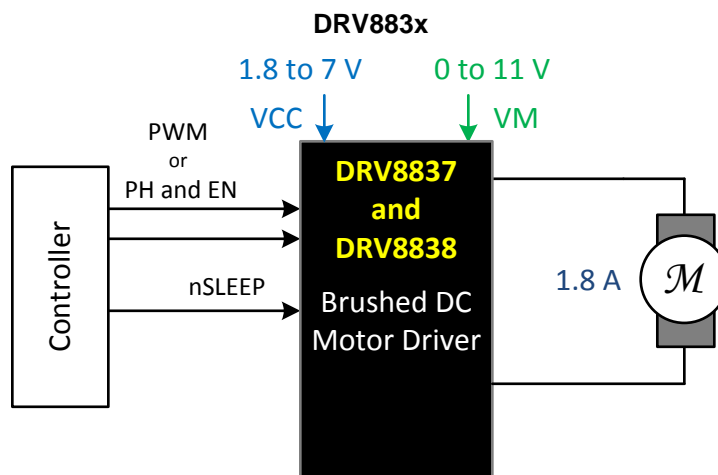 DRV883x
1.8 to 7 V
0 to 11 V
VCC
VM
PWM
or
PH and EN
nSLEEP
Controller
DRV8837
and
DRV8838
Brushed DC
Motor Driver
1.8 A
M